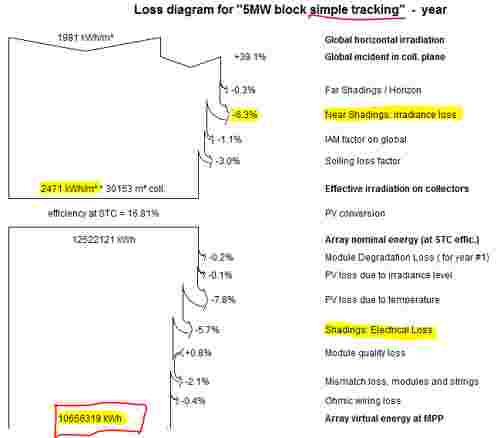 Loss diagram for "5MW block simple tracking" - year
1981 kWh/m² Global horizontal irradiation
+39.1% Global incident in coll. plane
-0.3% Far Shadings / Horizon
-6.3% Near Shadings: irradiance loss
-1.1% IAM factor on global
-3.0% Soiling loss factor
2471 kWh/m² * 30153 m² coll. Effective irradiation on collectors
efficiency at STC = 16.81% PV conversion
12522121 kWh Array nominal energy (at STC effic.)
-0.2% Module Degradation Loss ( for year #1)
-0.1% PV loss due to irradiance level
-7.8% PV loss due to temperature
-5.7% Shadings: Electrical Loss
+0.8% Module quality loss
-2.1% Mismatch loss, modules and strings
-0.4% Ohmic wiring loss
10656319 kWh Array virtual energy at MPP